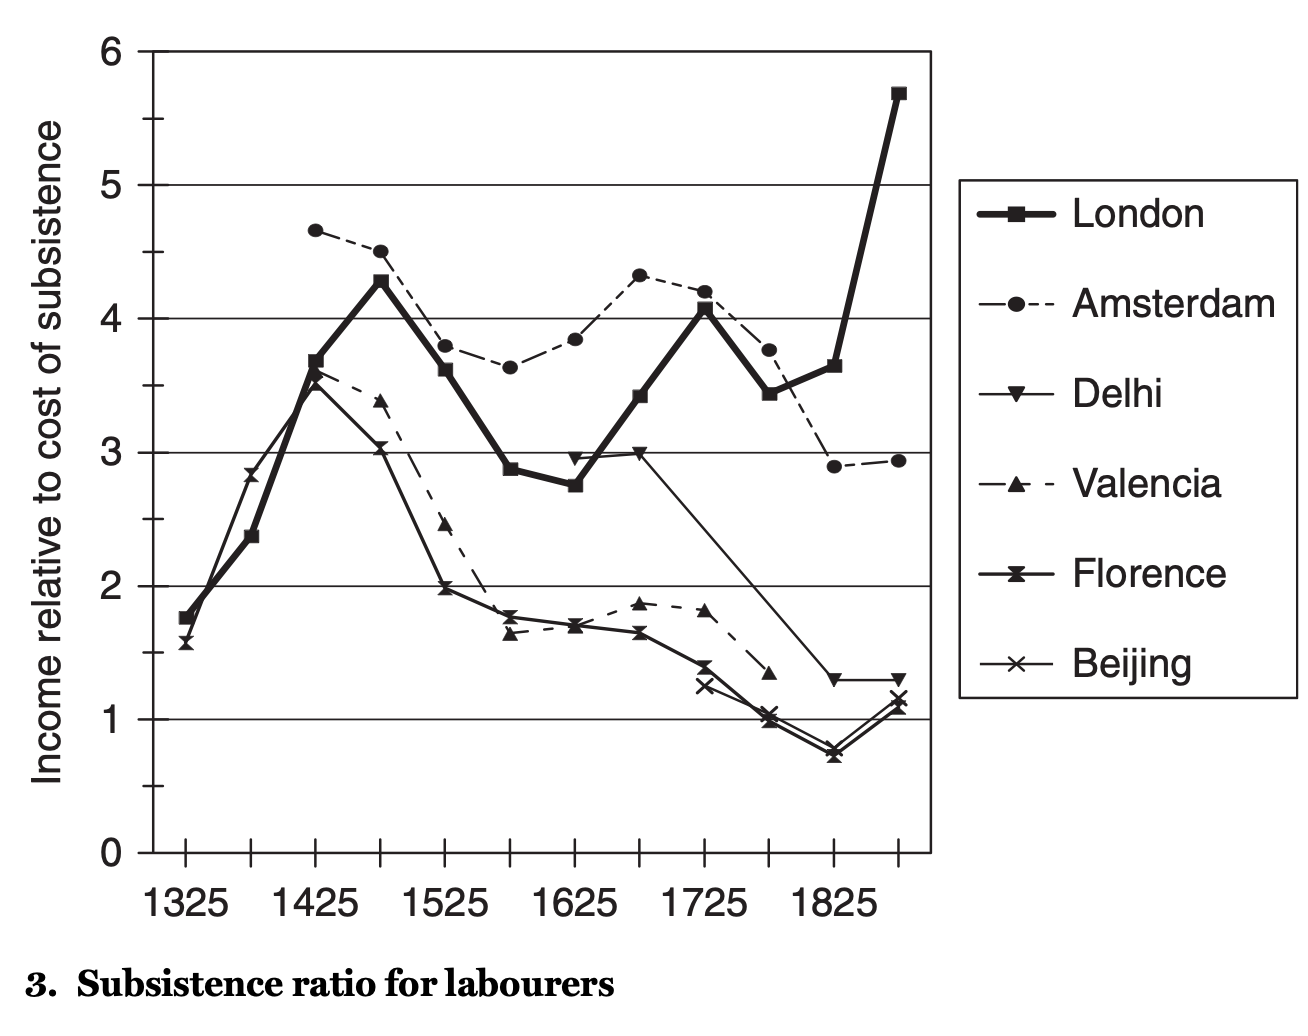 6
5
4
3
2
1
0
Income relative to cost of subsistence
1325 1425 1525 1625 1725 1825
London
Amsterdam
Delhi
Valencia
Florence
Beijing
3. Subsistence ratio for labourers